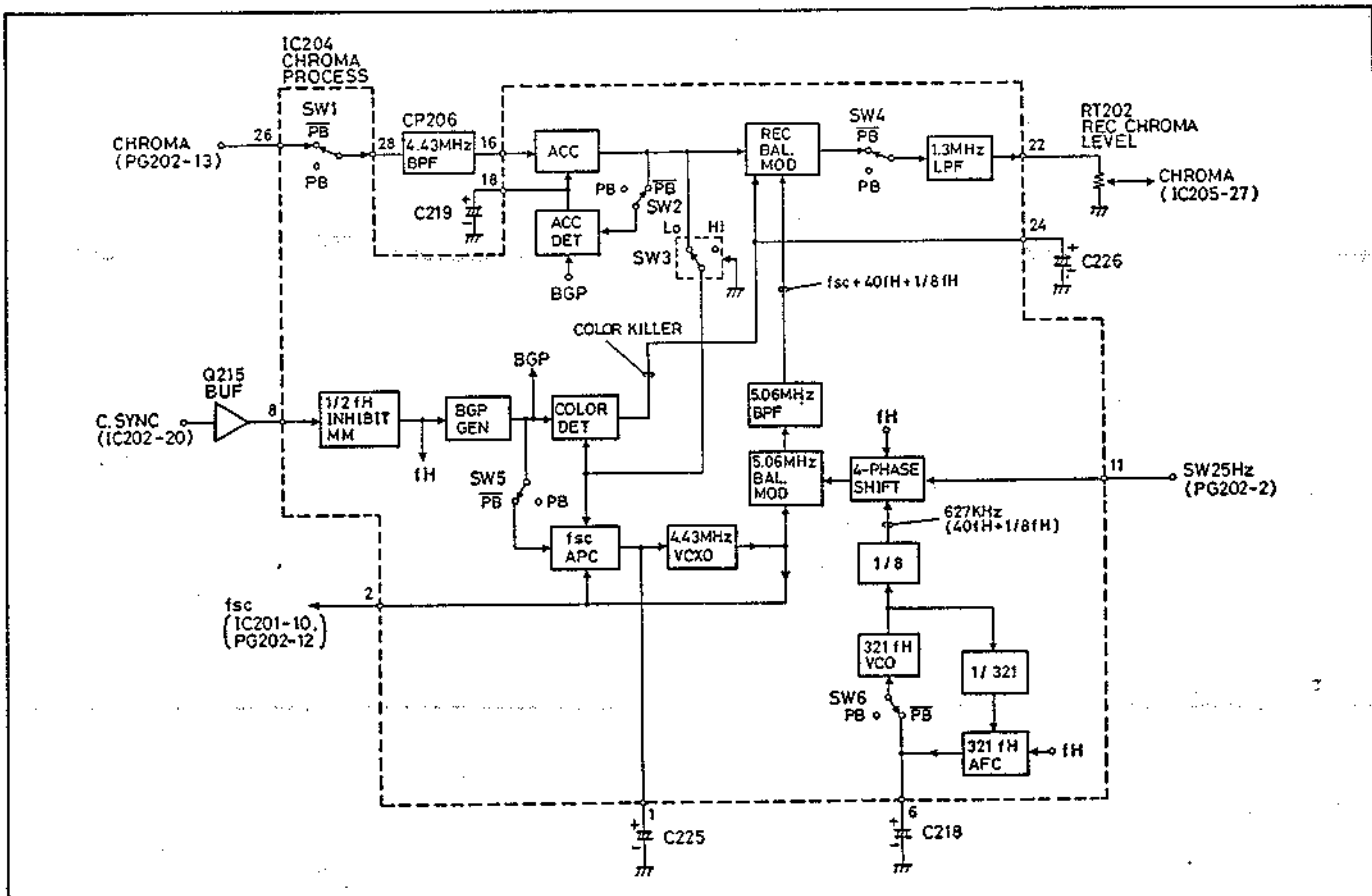 IC204
CHROMA
PROCESS
SW1
PB
PB
CHROMA
(PG202-13)
26
28
CP206
4.43MHz
BPF
16
18
C219
ACC
ACC
DET
BGP
PB
PB
SW2
Lo
HI
SW3
REC
BAL.
MOD
SW4
PB
PB
1.3MHz
LPF
22
RT202
REC CHROMA
LEVEL
CHROMA
(IC205-27)
24
C226
fsc+40fH+1/8fH
COLOR KILLER
Q215
BUF
C.SYNC
(IC202-20)
8
1/2 fH
INHIBIT
MM
fH
BGP
GEN
BGP
COLOR
DET
SW5
PB
PB
fsc
APC
4.43MHz
VCXO
5.06MHz
BPF
5.06MHz
BAL.
MOD
fH
4-PHASE
SHIFT
11
SW25Hz
(PG202-2)
627KHz
(40fH+1/8fH)
1/8
2
fsc
(IC201-10,
PG202-12)
321fH
VCO
1/321
SW6
PB
PB
321fH
AFC
fH
1
C225
6
C218